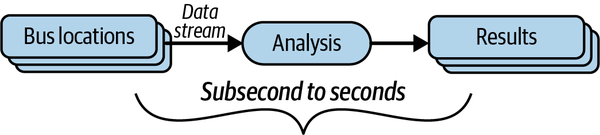 Bus locations
Data
stream
Analysis
Results
Subsecond to seconds